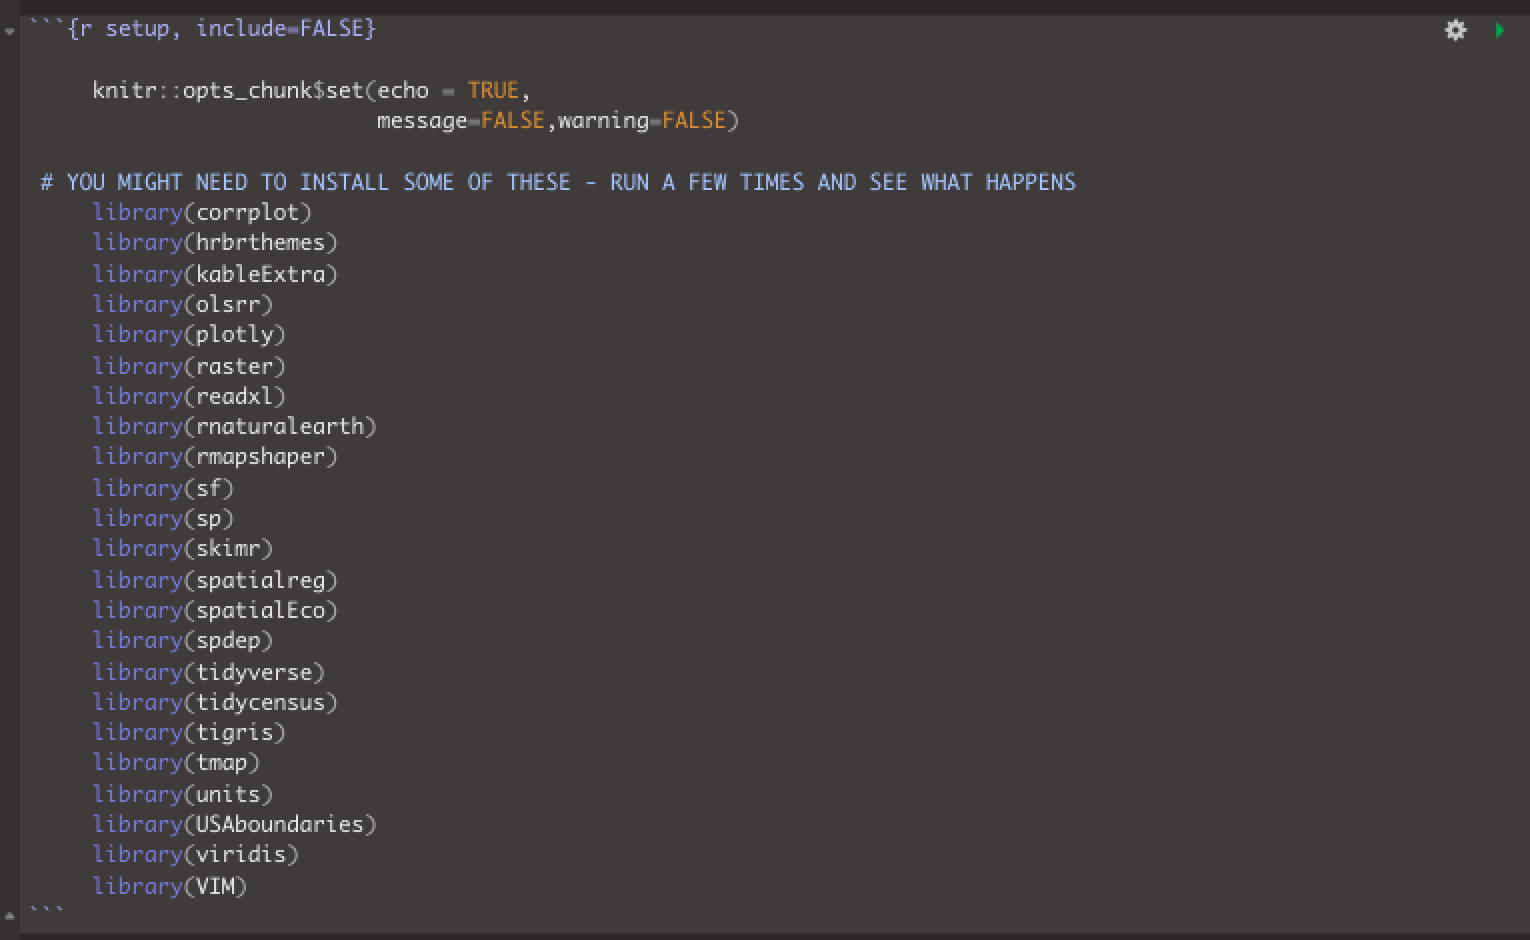 ```{r setup, include=FALSE}
knitr::opts_chunk$set(echo = TRUE,
message=FALSE,warning=FALSE)
# YOU MIGHT NEED TO INSTALL SOME OF THESE - RUN A FEW TIMES AND SEE WHAT HAPPENS
library(corrplot)
library(hrbrthemes)
library(kableExtra)
library(olsrr)
library(plotly)
library(raster)
library(readxl)
library(rnaturalearth)
library(rmapshaper)
library(sf)
library(sp)
library(skimr)
library(spatialreg)
library(spatialEco)
library(spdep)
library(tidyverse)
library(tidycensus)
library(tigris)
library(tmap)
library(units)
library(USAboundaries)
library(viridis)
library(VIM)
```